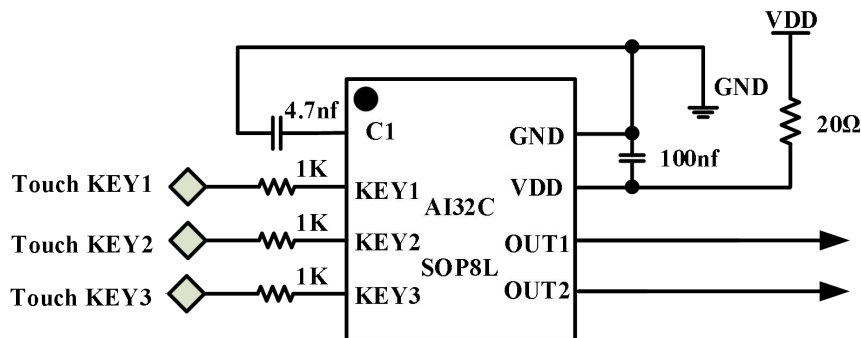 VDD
4.7nf
GND
C1
GND
20Ω
100nf
1K
Touch KEY1
KEY1
VDD
AI32C
1K
Touch KEY2
KEY2
OUT1
SOP8L
1K
Touch KEY3
KEY3
OUT2